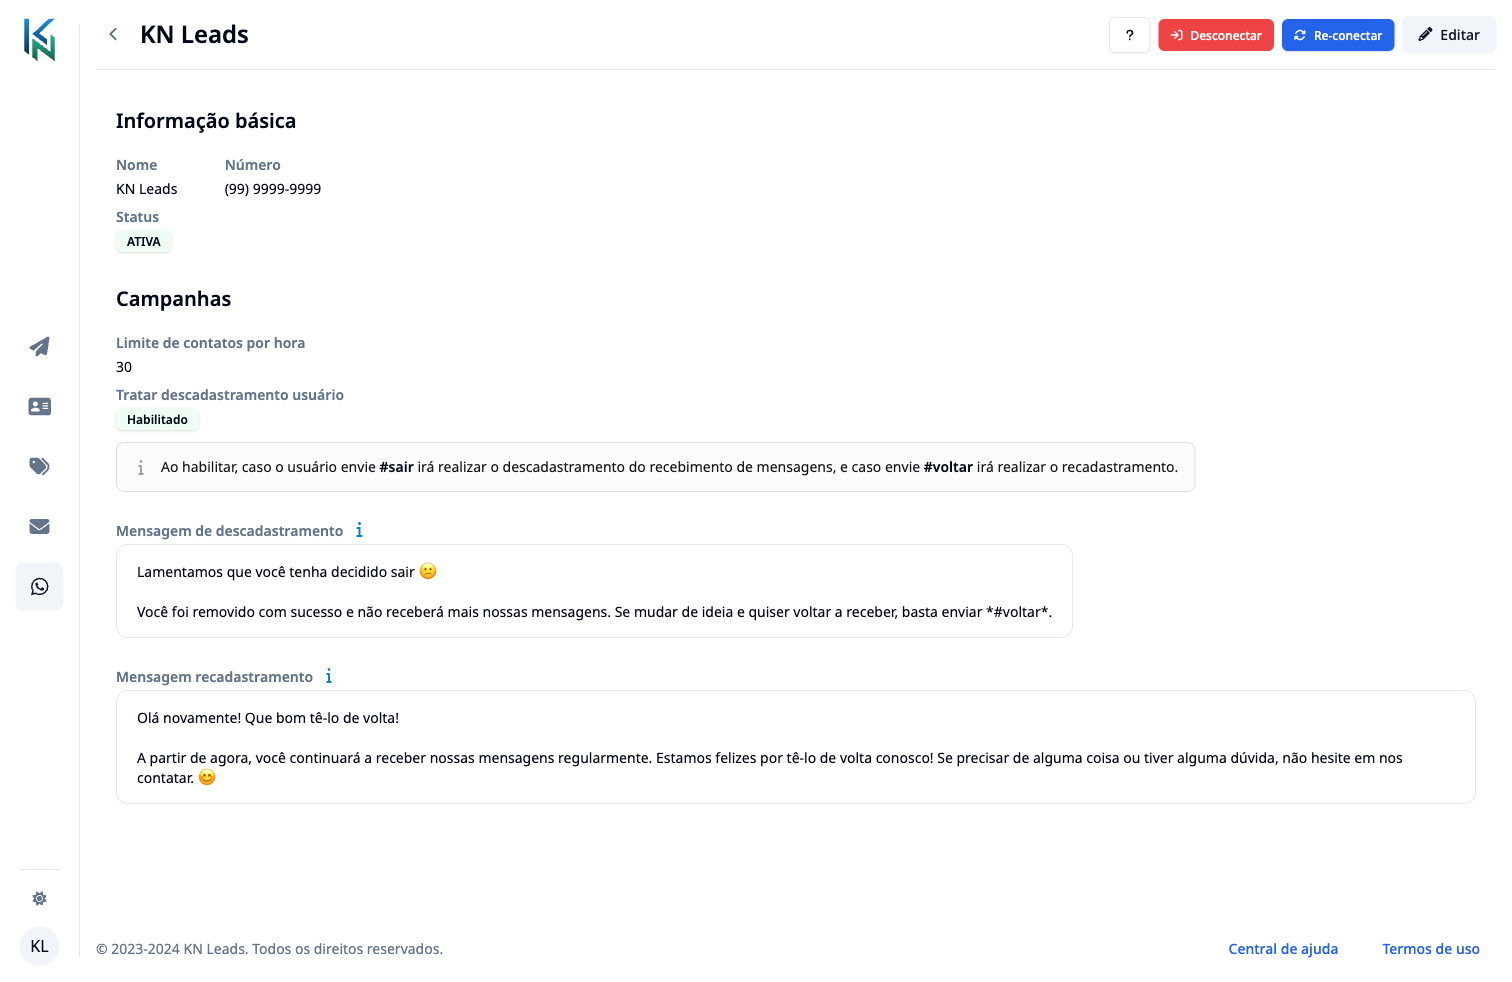 KN Leads
?
Desconectar
Re-conectar
Editar
Informação básica
Nome
Número
KN Leads
(99) 9999-9999
Status
ATIVA
Campanhas
Limite de contatos por hora
30
Tratar descadastramento usuário
Habilitado
Ao habilitar, caso o usuário envie #sair irá realizar o descadastramento do recebimento de mensagens, e caso envie #voltar irá realizar o recadastramento.
Mensagem de descadastramento
Lamentamos que você tenha decidido sair 😕
Você foi removido com sucesso e não receberá mais nossas mensagens. Se mudar de ideia e quiser voltar a receber, basta enviar *#voltar*.
Mensagem recadastramento
Olá novamente! Que bom tê-lo de volta!
A partir de agora, você continuará a receber nossas mensagens regularmente. Estamos felizes por tê-lo de volta conosco! Se precisar de alguma coisa ou tiver alguma dúvida, não hesite em nos
contatar. 😊
KL
© 2023-2024 KN Leads. Todos os direitos reservados.
Central de ajuda
Termos de uso